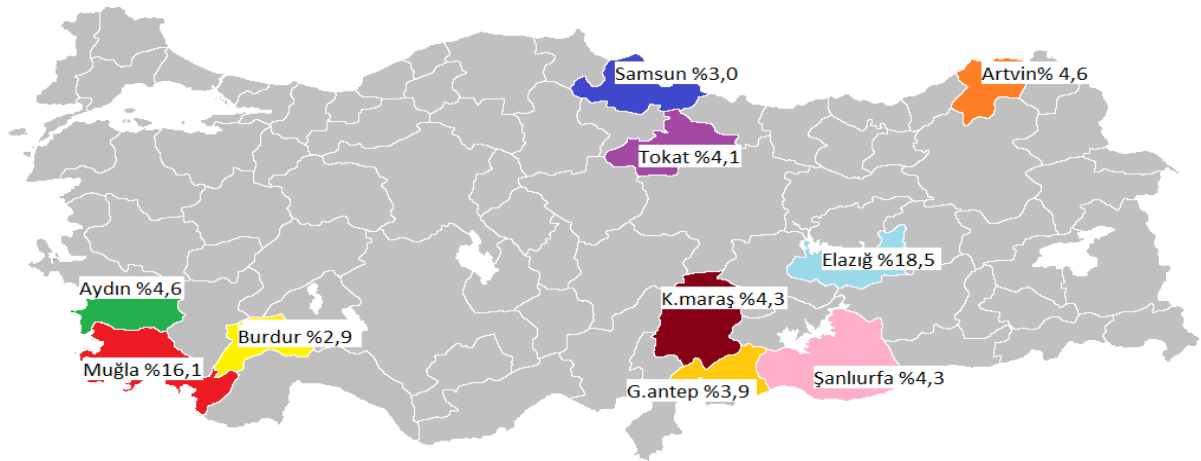 Samsun %3,0
Artvin% 4,6
Tokat %4,1
Elazığ %18,5
Aydın %4,6
K.maraş %4,3
Burdur %2,9
Muğla %16,1
Şanlıurfa %4,3
G.antep %3,9